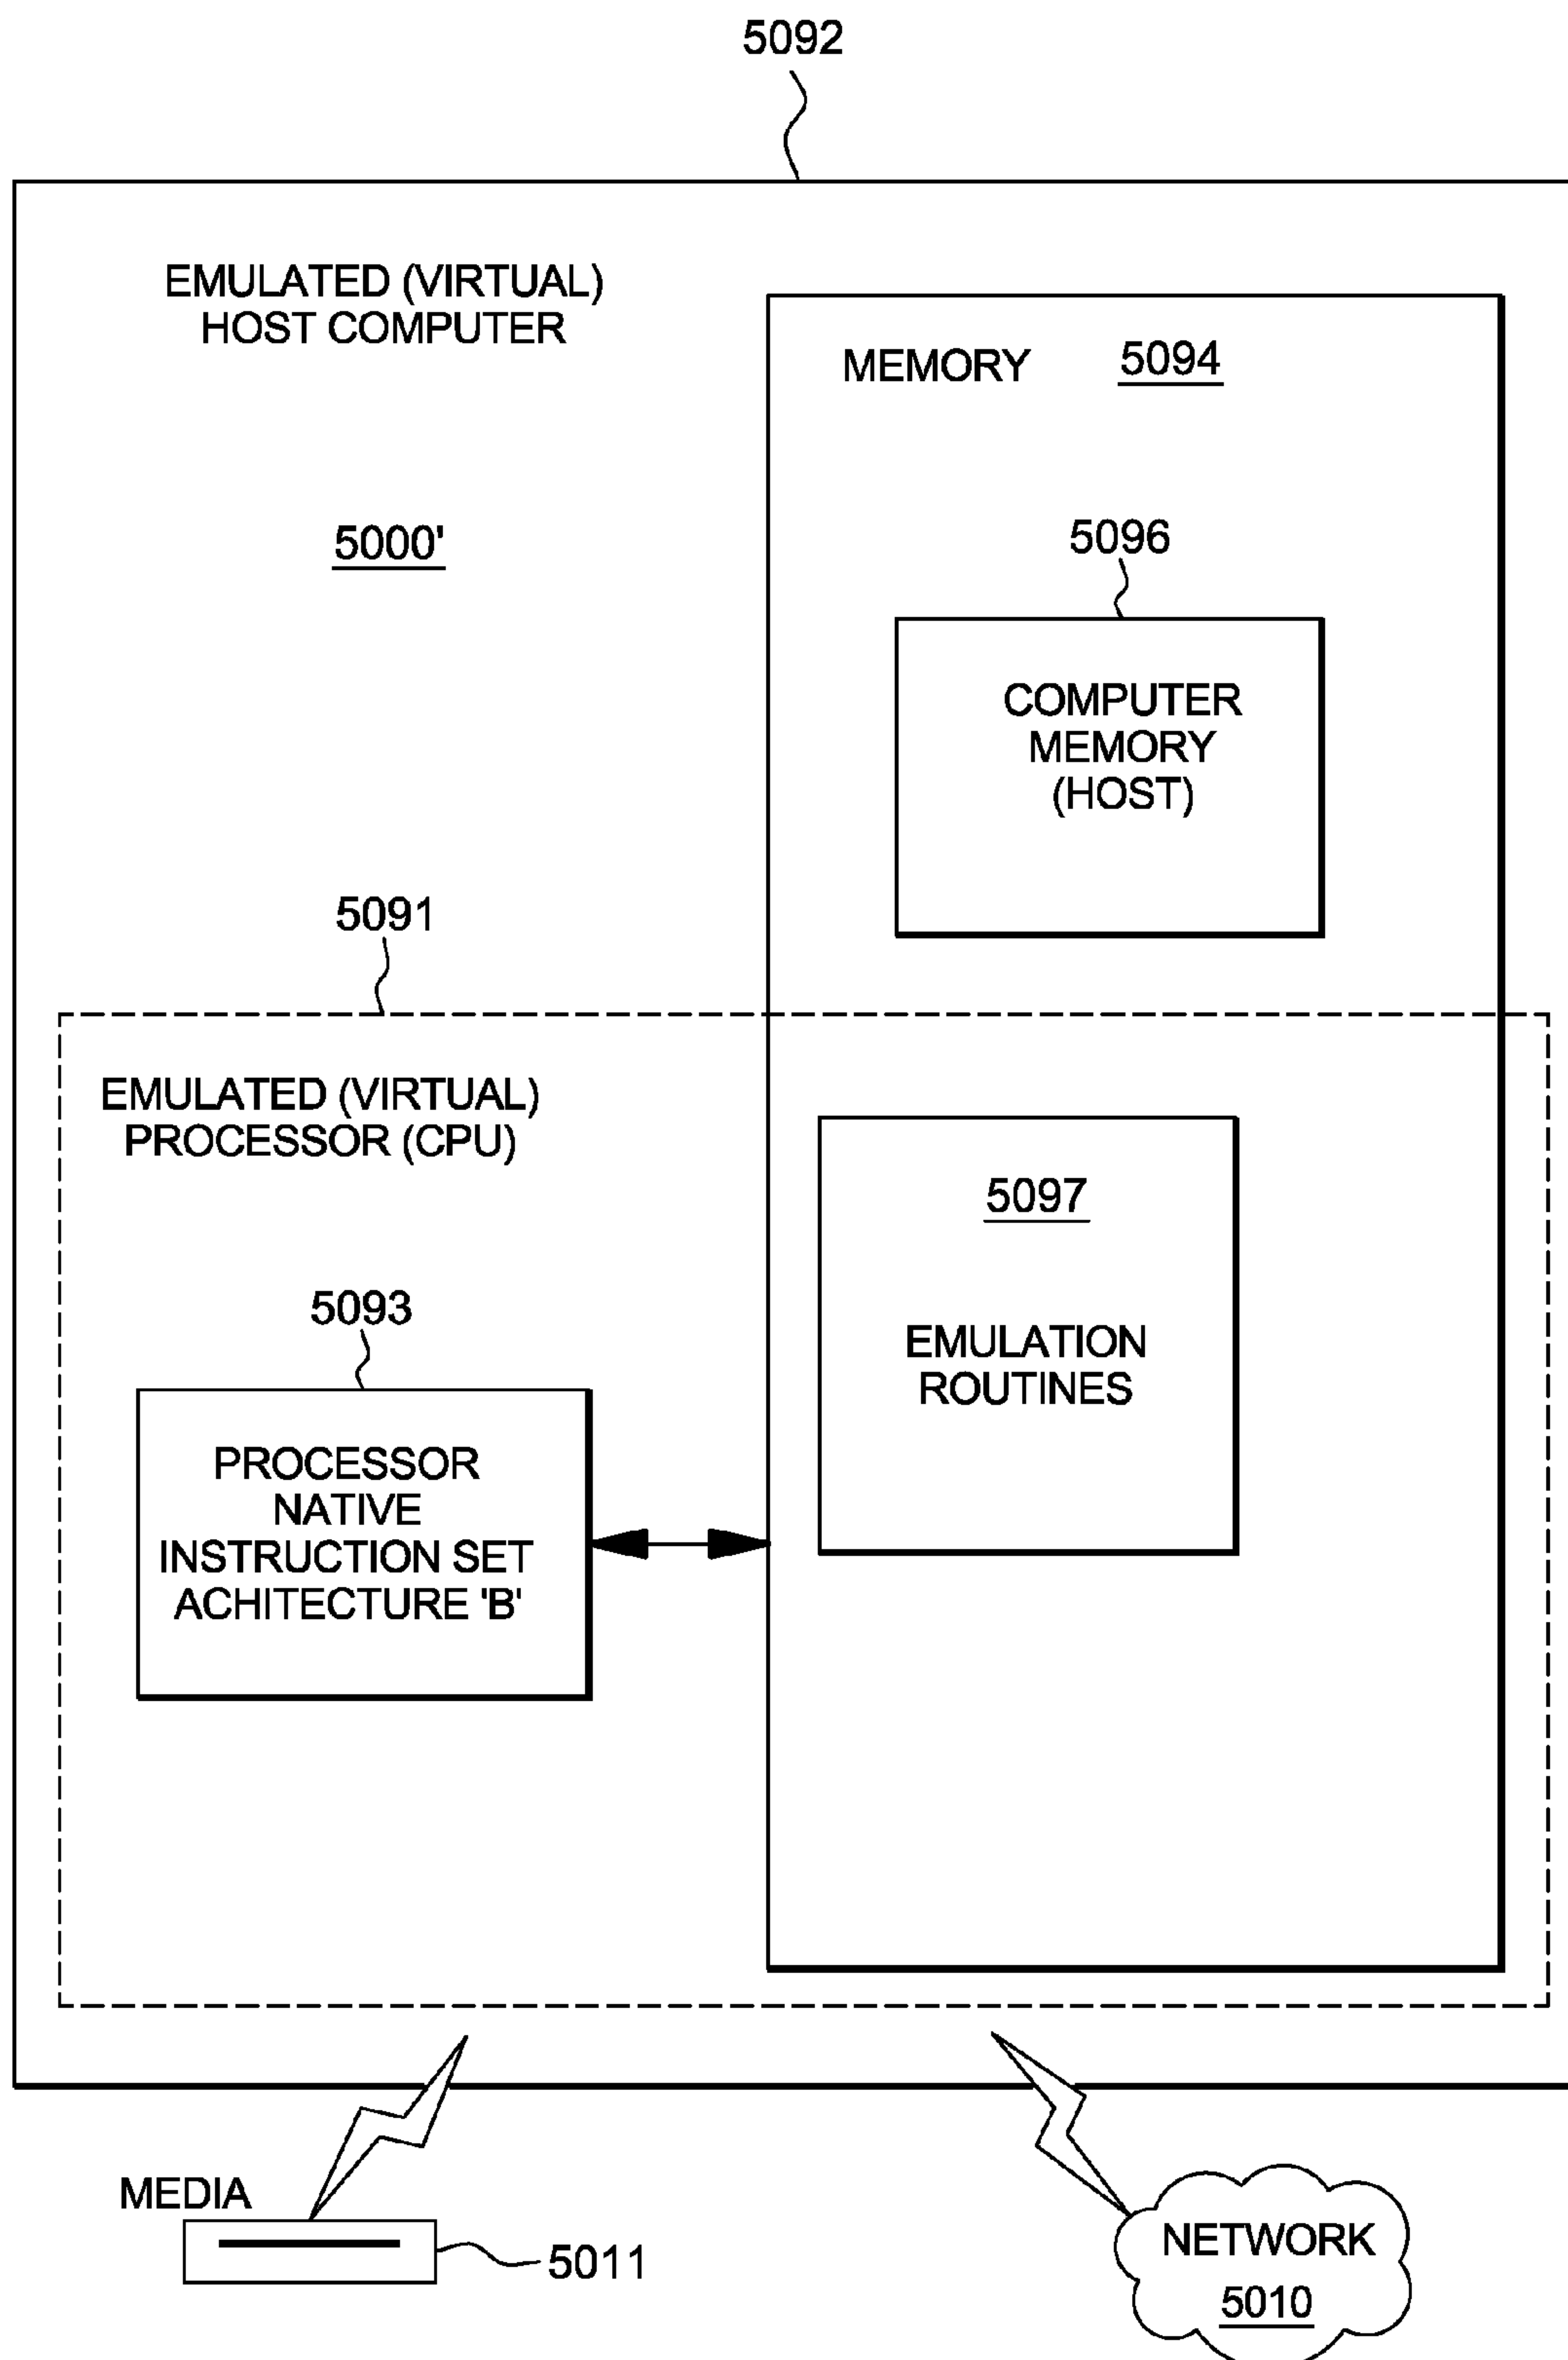 5092
EMULATED (VIRTUAL)
HOST COMPUTER
MEMORY 5094
5000'
5096
COMPUTER
MEMORY
(HOST)
5091
EMULATED (VIRTUAL)
PROCESSOR (CPU)
5097
EMULATION
ROUTINES
5093
PROCESSOR
NATIVE
INSTRUCTION SET
ACHITECTURE 'B'
MEDIA
5011
NETWORK
5010